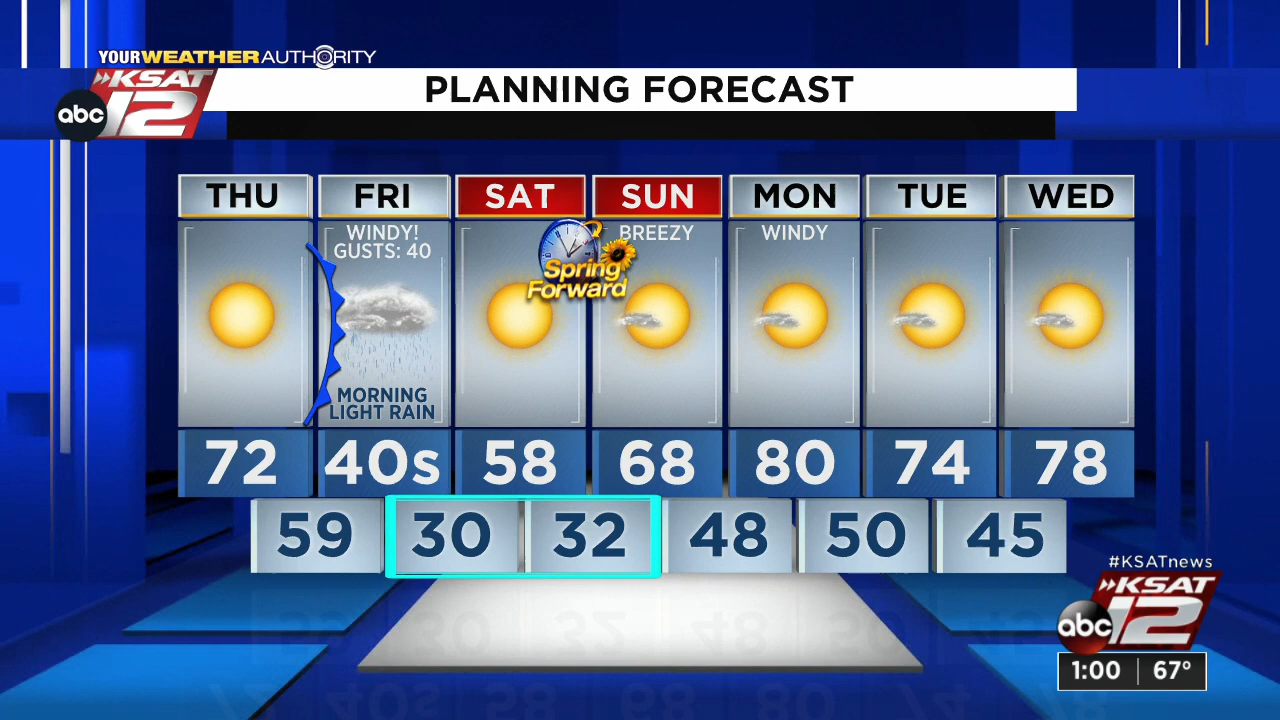 YOURWEATHERAUTHORITY
KSAT
abc 12
PLANNING FORECAST
THU FRI SAT SUN MON TUE WED
WINDY!
GUSTS: 40
BREEZY
WINDY
Spring
Forward
MORNING
LIGHT RAIN
72 40s 58 68 80 74 78
59 30 32 48 50 45
#KSATnews
KSAT
abc 12
1:00 67°